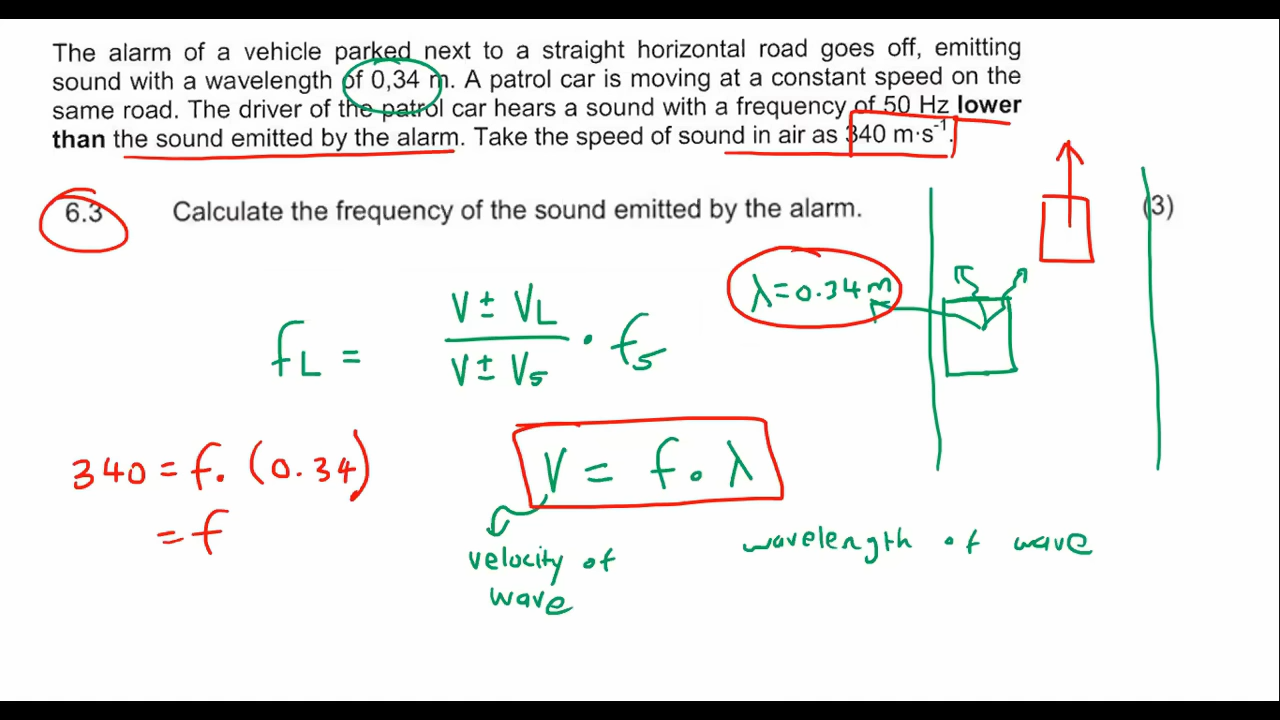 The alarm of a vehicle parked next to a straight horizontal road goes off, emitting
sound with a wavelength of 0,34 m. A patrol car is moving at a constant speed on the
same road. The driver of the patrol car hears a sound with a frequency of 50 Hz lower
than the sound emitted by the alarm. Take the speed of sound in air as 340 m·s⁻¹.
6.3 Calculate the frequency of the sound emitted by the alarm. (3)
λ = 0.34 m
fL = V ± VL / V ± Vs · fs
340 = f. (0.34)
V = f . λ
= f
velocity of
wave
wavelength of wave